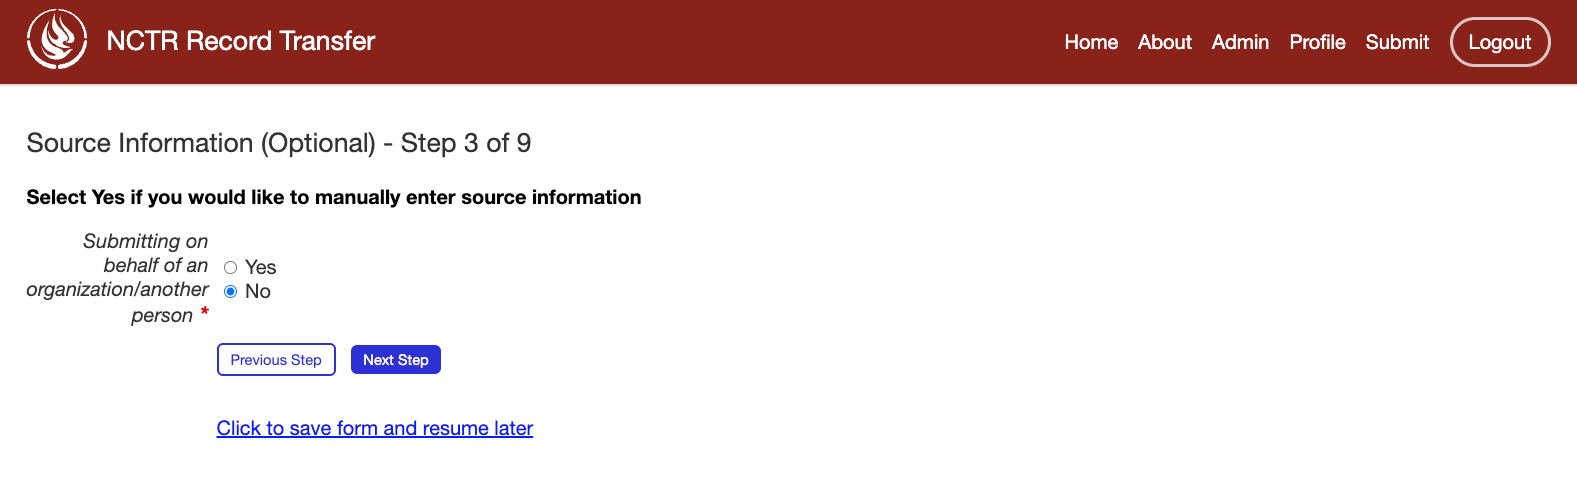 NCTR Record Transfer
Home About Admin Profile Submit Logout
Source Information (Optional) - Step 3 of 9
Select Yes if you would like to manually enter source information
Submitting on
behalf of an
organization/another
person *
Yes
No
Previous Step Next Step
Click to save form and resume later